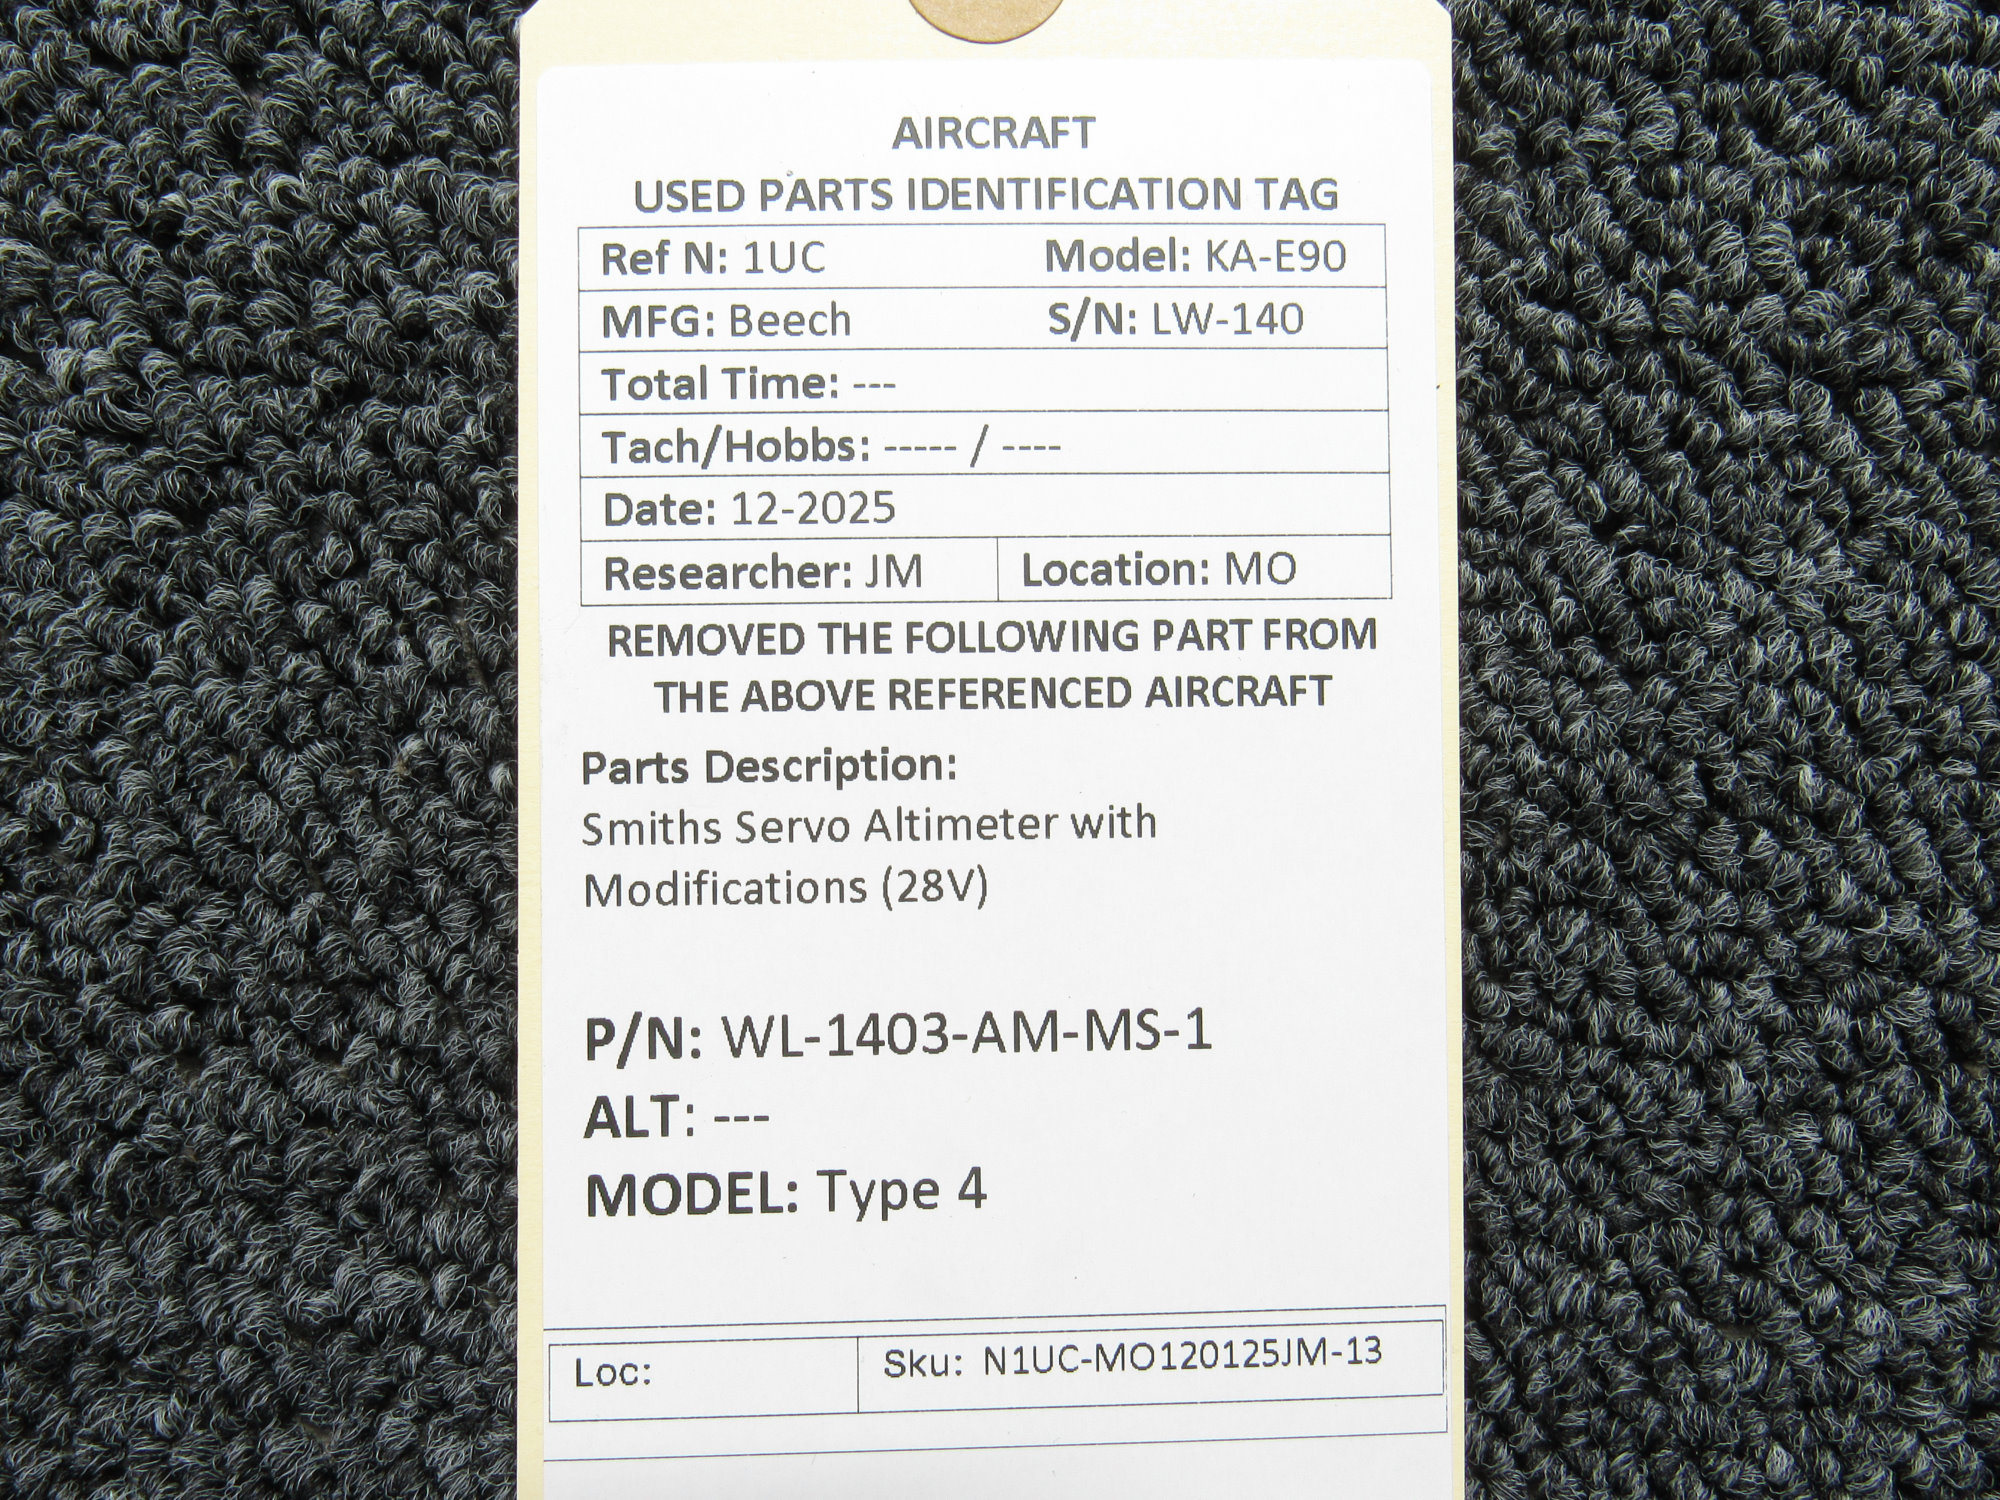 AIRCRAFT
USED PARTS IDENTIFICATION TAG
Ref N: 1UC Model: KA-E90
MFG: Beech S/N: LW-140
Total Time: ---
Tach/Hobbs: ----- / ----
Date: 12-2025
Researcher: JM Location: MO
REMOVED THE FOLLOWING PART FROM
THE ABOVE REFERENCED AIRCRAFT
Parts Description:
Smiths Servo Altimeter with
Modifications (28V)
P/N: WL-1403-AM-MS-1
ALT: ---
MODEL: Type 4
Loc: Sku: N1UC-MO120125JM-13